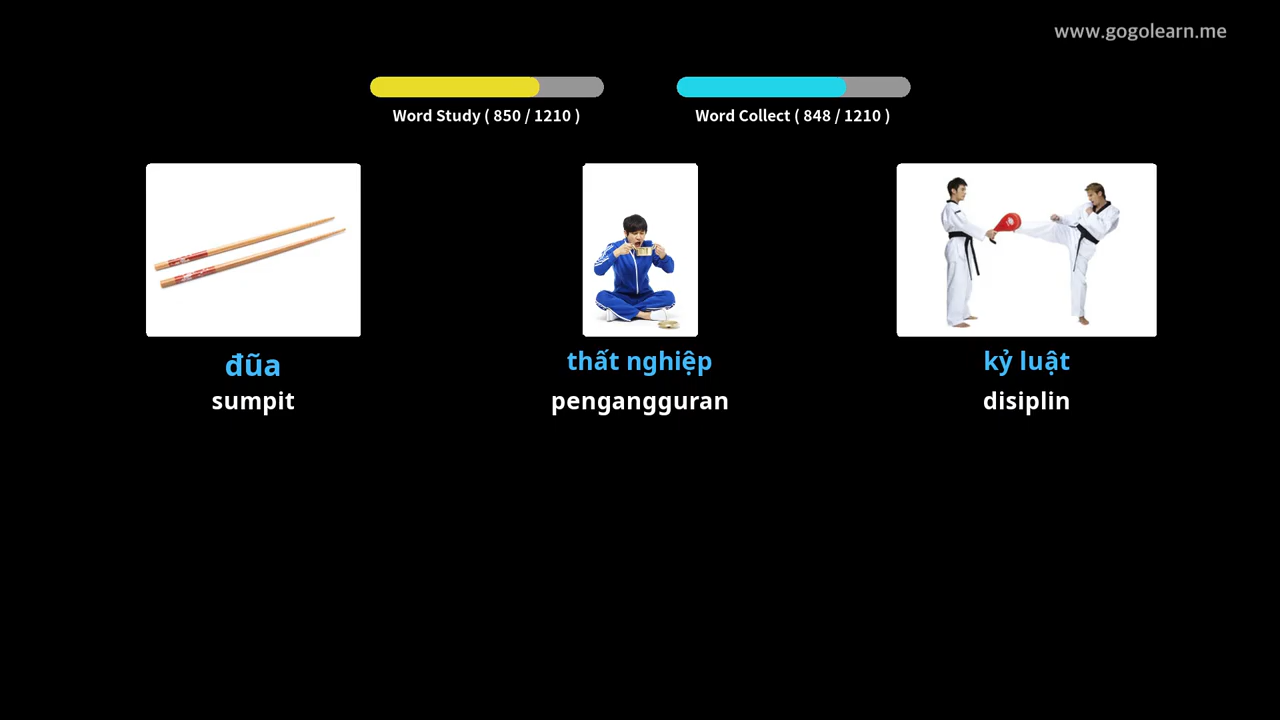 www.gogolearn.me
Word Study ( 850 / 1210 )
Word Collect ( 848 / 1210 )
đũa
sumpit
thất nghiệp
pengangguran
kỷ luật
disiplin